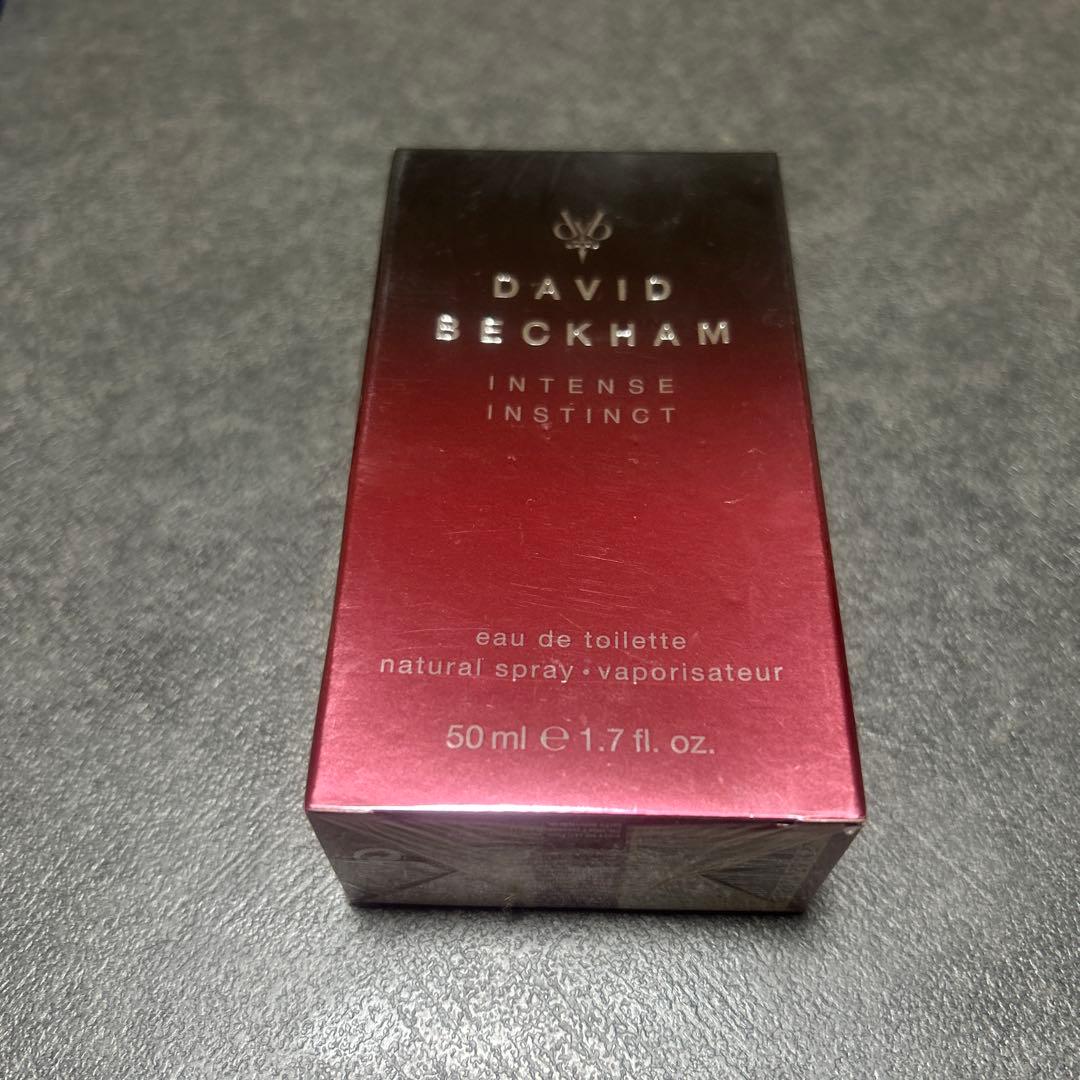 DAVID
BECKHAM
INTENSE
INSTINCT
eau de toilette
natural spray • vaporisateur
50 ml ℮ 1.7 fl. oz.